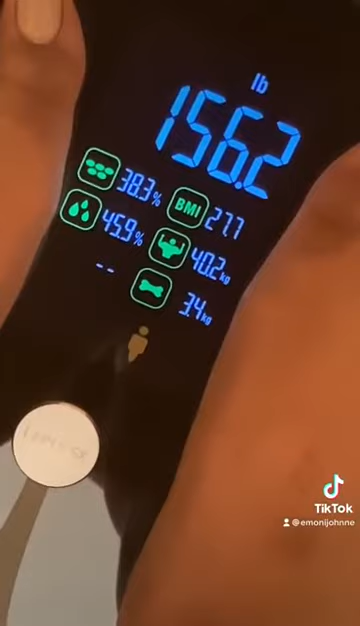 lb
156.2
38.3%
BMI 27.7
45.9%
40.2kg
--
3.4kg
TikTok
@emonijohnne